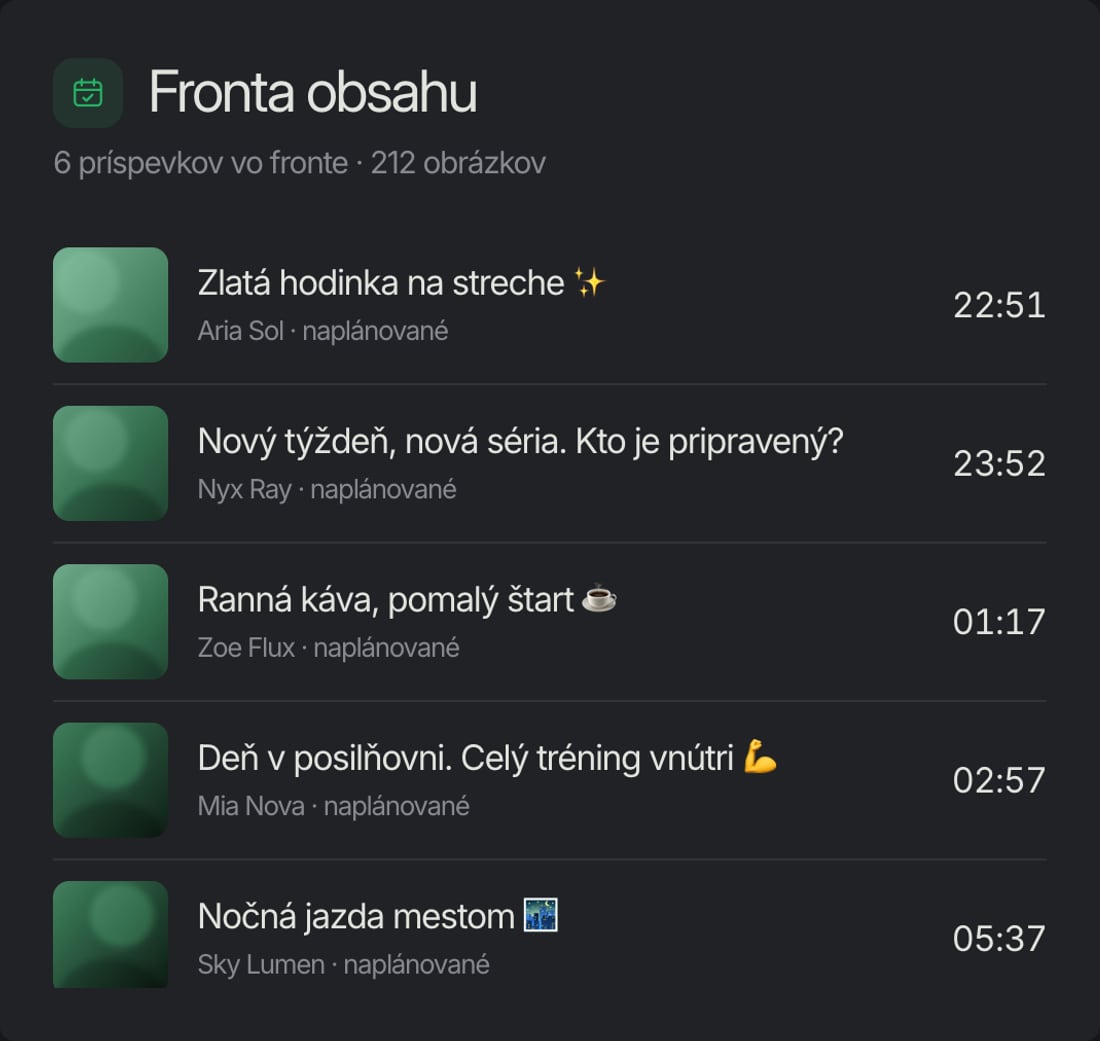 Fronta obsahu
6 príspevkov vo fronte · 212 obrázkov
Zlatá hodinka na streche ✨
Aria Sol · naplánované
22:51
Nový týždeň, nová séria. Kto je pripravený?
Nyx Ray · naplánované
23:52
Ranná káva, pomalý štart ☕
Zoe Flux · naplánované
01:17
Deň v posilňovni. Celý tréning vnútri 💪
Mia Nova · naplánované
02:57
Nočná jazda mestom 🌃
Sky Lumen · naplánované
05:37